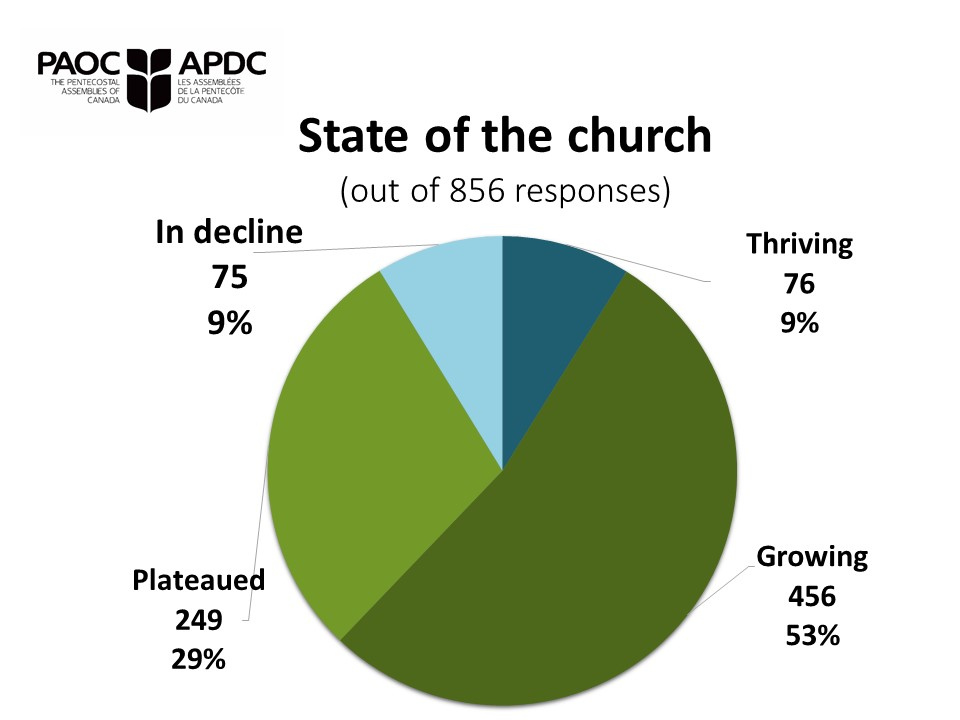 PAOC APDC
THE PENTECOSTAL
ASSEMBLIES OF
CANADA
LES ASSEMBLÉES
DE LA PENTECÔTE
DU CANADA
State of the church
(out of 856 responses)
In decline
75
9%
Thriving
76
9%
Plateaued
249
29%
Growing
456
53%